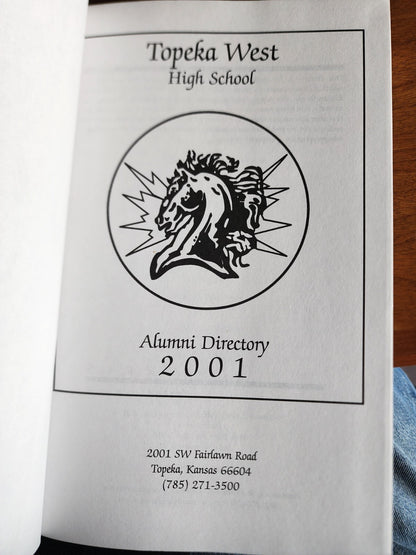 Topeka West
High School
Alumni Directory
2001
2001 SW Fairlawn Road
Topeka, Kansas 66604
(785) 271-3500